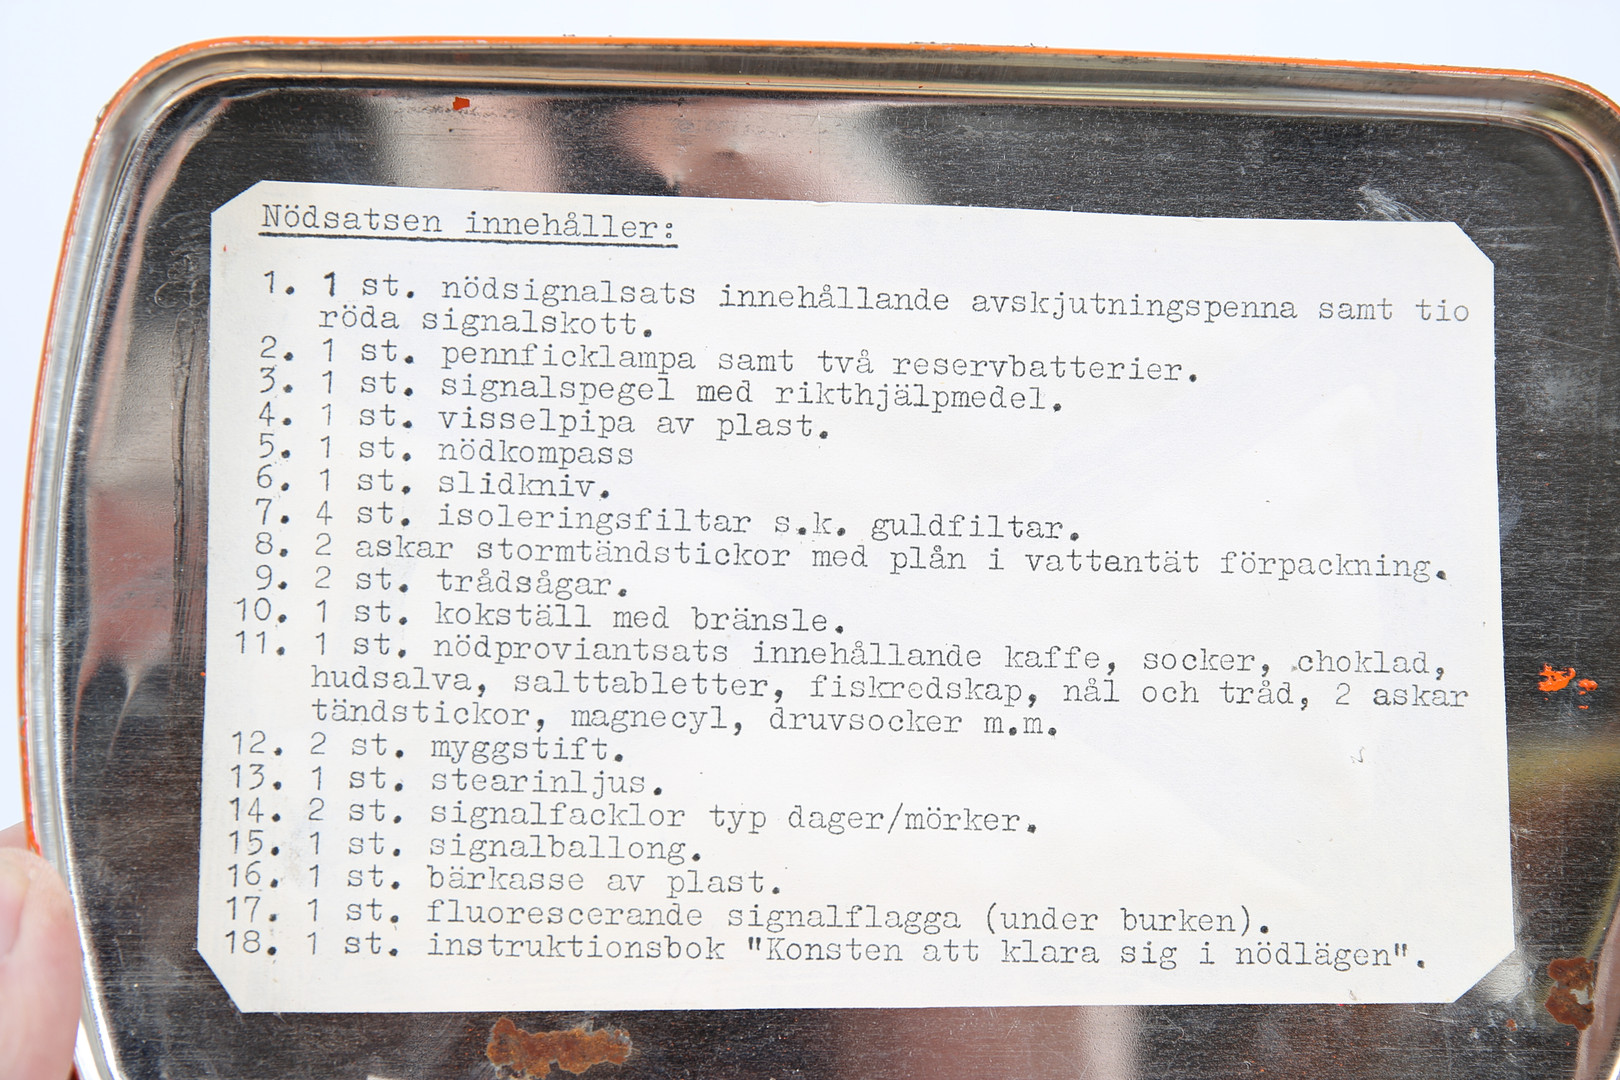 Nödsatsen innehåller:
1. 1 st. nödsignalsats innehållande avskjutningspenna samt tio
röda signalskott.
2. 1 st. pennficklampa samt två reservbatterier.
3. 1 st. signalspegel med rikthjälpmedel.
4. 1 st. visselpipa av plast.
5. 1 st. nödkompass
6. 1 st. slidkniv.
7. 4 st. isoleringsfiltar s.k. guldfiltar.
8. 2 askar stormtändstickor med plån i vattentät förpackning.
9. 2 st. trådsågar.
10. 1 st. kokställ med bränsle.
11. 1 st. nödproviantsats innehållande kaffe, socker, choklad,
hudsalva, salttabletter, fiskredskap, nål och tråd, 2 askar
tändstickor, magnecyl, druvsocker m.m.
12. 2 st. myggstift.
13. 1 st. stearinljus.
14. 2 st. signalfacklor typ dager/mörker.
15. 1 st. signalballong.
16. 1 st. bärkasse av plast.
17. 1 st. fluorescerande signalflagga (under burken).
18. 1 st. instruktionsbok "Konsten att klara sig i nödlägen".